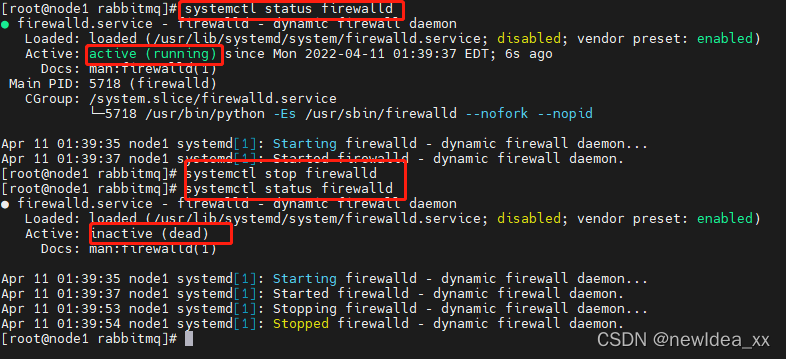 [root@node1 rabbitmq]# systemctl status firewalld
● firewalld.service - firewalld - dynamic firewall daemon
Loaded: loaded (/usr/lib/systemd/system/firewalld.service; disabled; vendor preset: enabled)
Active: active (running) since Mon 2022-04-11 01:39:37 EDT; 6s ago
Docs: man:firewalld(1)
Main PID: 5718 (firewalld)
CGroup: /system.slice/firewalld.service
└─5718 /usr/bin/python -Es /usr/sbin/firewalld --nofork --nopid
Apr 11 01:39:35 node1 systemd[1]: Starting firewalld - dynamic firewall daemon...
Apr 11 01:39:37 node1 systemd[1]: Started firewalld - dynamic firewall daemon.
[root@node1 rabbitmq]# systemctl stop firewalld
[root@node1 rabbitmq]# systemctl status firewalld
● firewalld.service - firewalld - dynamic firewall daemon
Loaded: loaded (/usr/lib/systemd/system/firewalld.service; disabled; vendor preset: enabled)
Active: inactive (dead)
Docs: man:firewalld(1)
Apr 11 01:39:35 node1 systemd[1]: Starting firewalld - dynamic firewall daemon...
Apr 11 01:39:37 node1 systemd[1]: Started firewalld - dynamic firewall daemon.
Apr 11 01:39:53 node1 systemd[1]: Stopping firewalld - dynamic firewall daemon...
Apr 11 01:39:54 node1 systemd[1]: Stopped firewalld - dynamic firewall daemon.
[root@node1 rabbitmq]#
CSDN @newIdea_xx